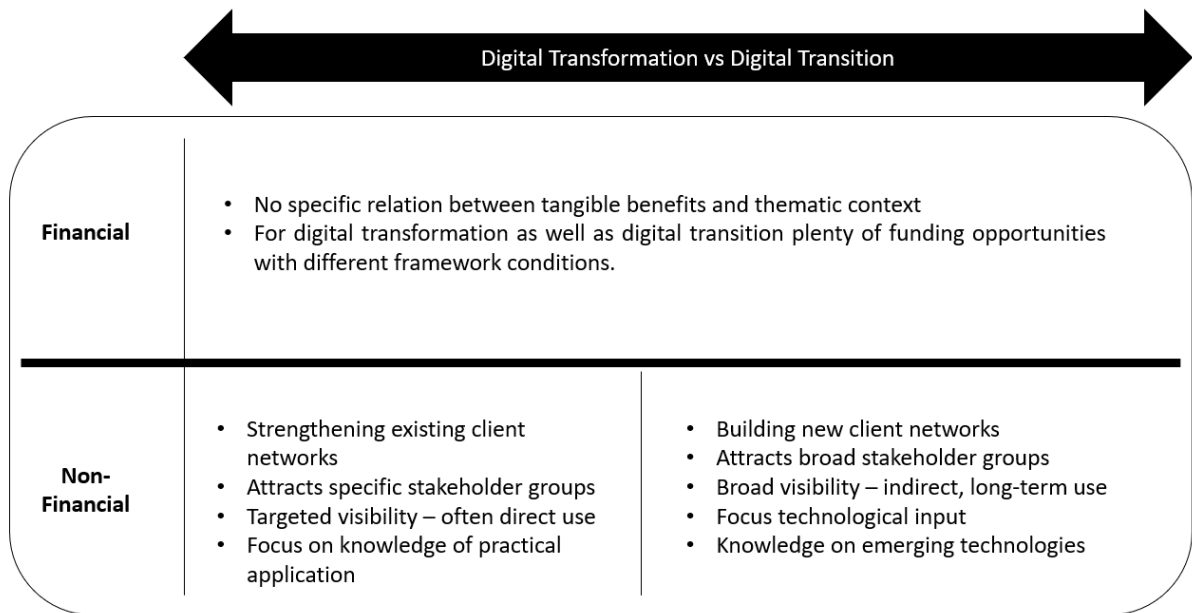 Digital Transformation vs Digital Transition
Financial
• No specific relation between tangible benefits and thematic context
• For digital transformation as well as digital transition plenty of funding opportunities
with different framework conditions.
Non-
Financial
• Strengthening existing client
networks
• Attracts specific stakeholder groups
• Targeted visibility – often direct use
• Focus on knowledge of practical
application
• Building new client networks
• Attracts broad stakeholder groups
• Broad visibility – indirect, long-term use
• Focus technological input
• Knowledge on emerging technologies